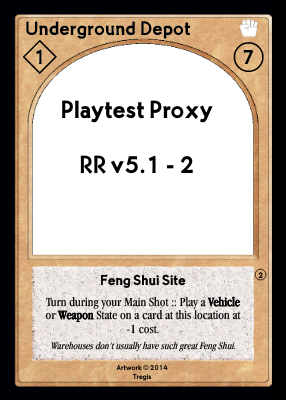 Underground Depot
1
7
Playtest Proxy
RR v5.1 - 2
Feng Shui Site
2
Turn during your Main Shot :: Play a Vehicle
or Weapon State on a card at this location at
-1 cost.
Warehouses don't usually have such great Feng Shui.
Artwork © 2014
Tregis